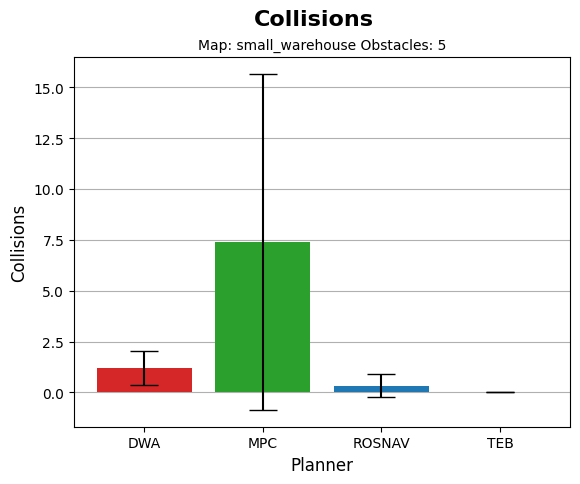 Collisions
Map: small_warehouse Obstacles: 5
15.0
12.5
10.0
7.5
5.0
2.5
0.0
Collisions
DWA MPC ROSNAV TEB
Planner